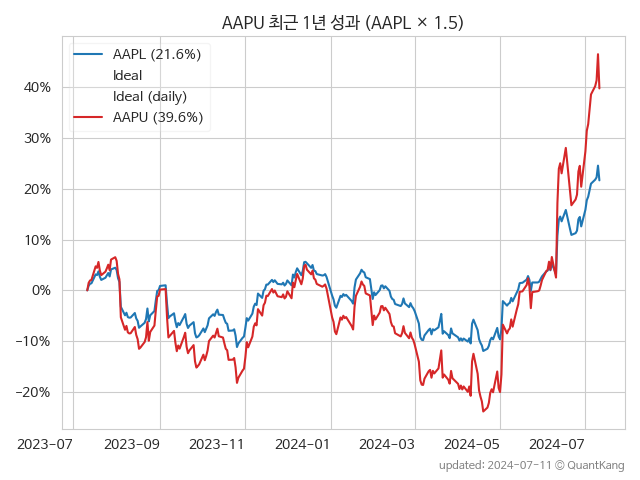 AAPU 최근 1년 성과 (AAPL × 1.5)
AAPL (21.6%)
Ideal
Ideal (daily)
AAPU (39.6%)
40%
30%
20%
10%
0%
−10%
−20%
2023-07 2023-09 2023-11 2024-01 2024-03 2024-05 2024-07
updated: 2024-07-11 © QuantKang